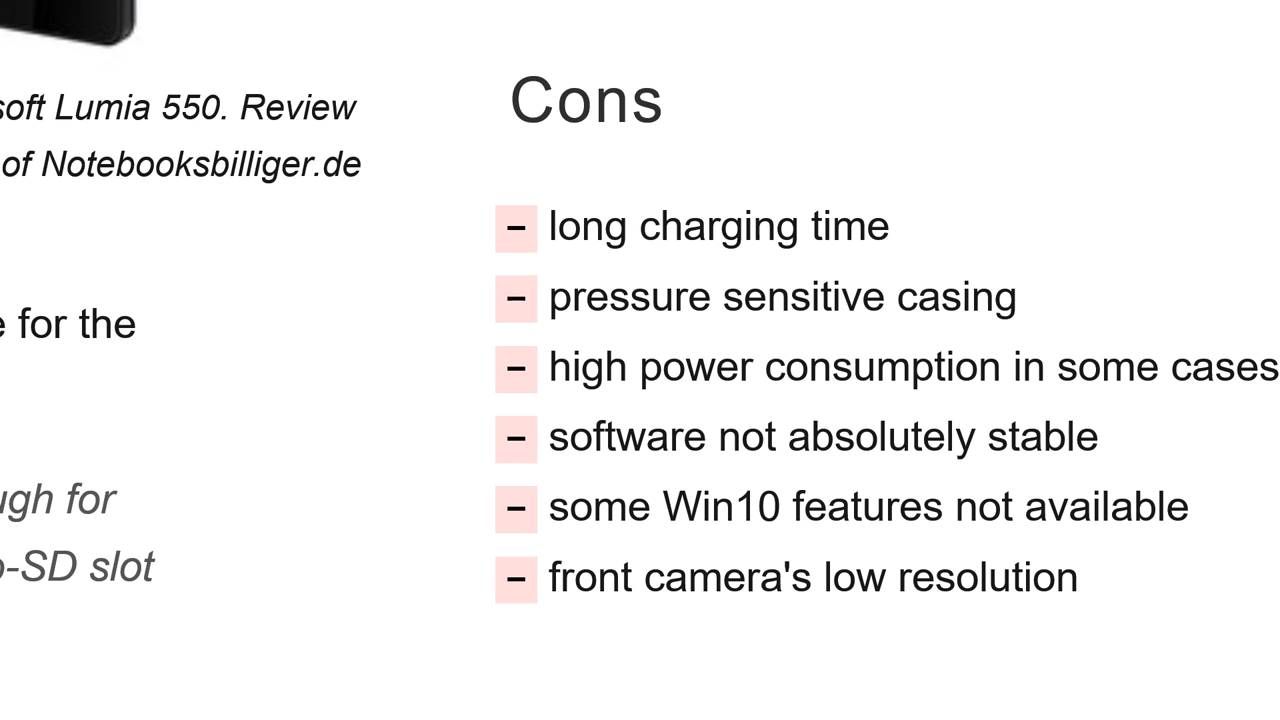 soft Lumia 550. Review
of Notebooksbilliger.de
for the
for
-SD slot
Cons
– long charging time
– pressure sensitive casing
– high power consumption in some cases
– software not absolutely stable
– some Win10 features not available
– front camera's low resolution